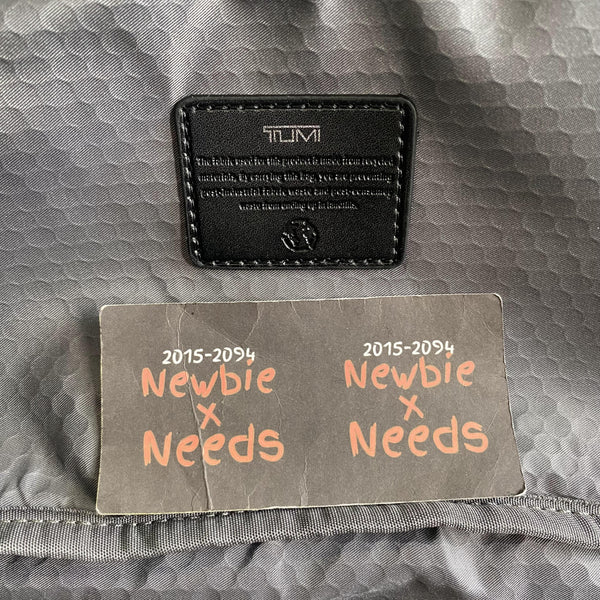 TUMI
The fabric used for this product is made from recycled
materials. By carrying this bag, you are preventing
post-industrial fabric waste and post-consumer
waste from ending up in landfills.
2015-2094
Newbie
x
Needs
2015-2094
Newbie
x
Needs